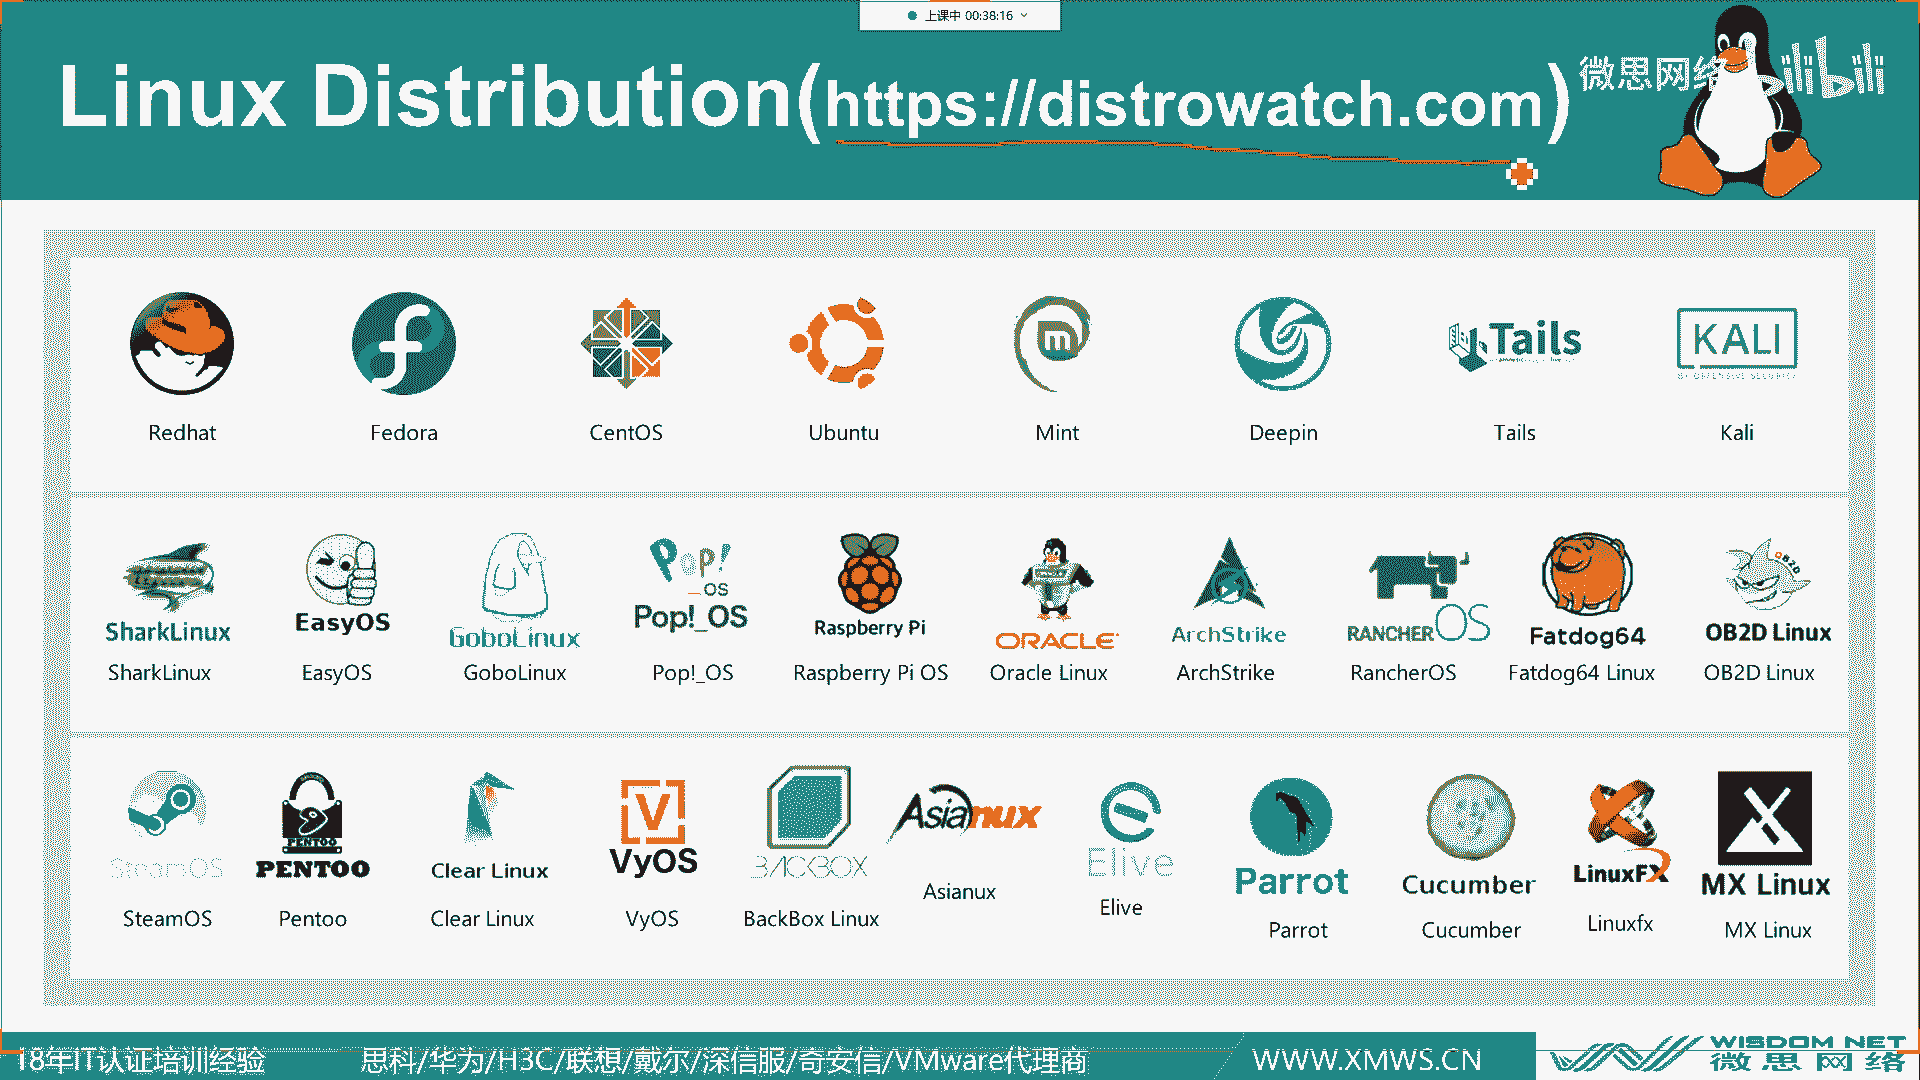 上课中 00:38:16
Linux Distribution(https://distrowatch.com)
微思网络 bilibili
Tails
KALI
BY OFFENSIVE SECURITY
Redhat Fedora CentOS Ubuntu Mint Deepin Tails Kali
Pop!
_OS
OB2D
SharkLinux EasyOS GoboLinux Pop!_OS Raspberry Pi ORACLE ArchStrike RANCHER OS Fatdog64 OB2D Linux
SharkLinux EasyOS GoboLinux Pop!_OS Raspberry Pi OS Oracle Linux ArchStrike RancherOS Fatdog64 Linux OB2D Linux
PENTOO
SteamOS PENTOO Clear Linux VyOS BACKBOX Asianux Elive Parrot Cucumber LinuxFX MX Linux
SteamOS Pentoo Clear Linux VyOS BackBox Linux Asianux Elive Parrot Cucumber Linuxfx MX Linux
18年IT认证培训经验 思科/华为/H3C/联想/戴尔/深信服/奇安信/VMware代理商 WWW.XMWS.CN
WISDOM NET
微思网络